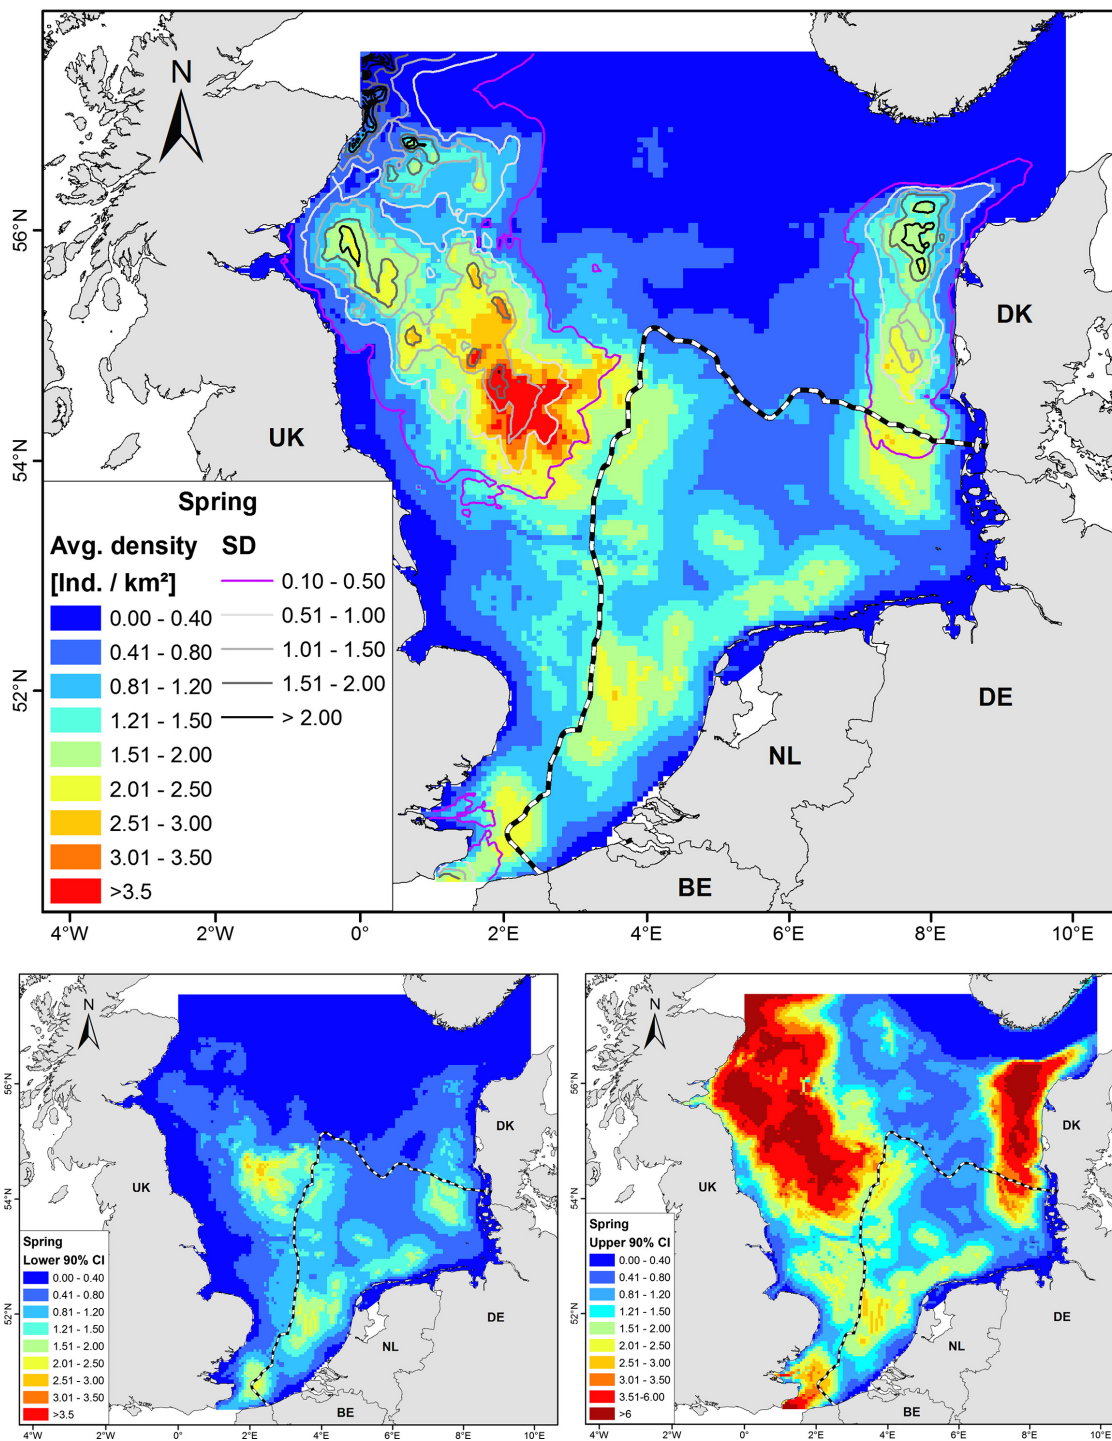 N
56°N
DK
UK
54°N
Spring
Avg. density SD
[Ind. / km²]
0.10 - 0.50
0.00 - 0.40
0.51 - 1.00
0.41 - 0.80
1.01 - 1.50
0.81 - 1.20
1.51 - 2.00
1.21 - 1.50
> 2.00
1.51 - 2.00
2.01 - 2.50
2.51 - 3.00
3.01 - 3.50
>3.5
52°N
DE
NL
BE
4°W 2°W 0° 2°E 4°E 6°E 8°E 10°E
N
56°N
DK
54°N
UK
Spring
Lower 90% CI
0.00 - 0.40
0.41 - 0.80
0.81 - 1.20
1.21 - 1.50
1.51 - 2.00
2.01 - 2.50
2.51 - 3.00
3.01 - 3.50
>3.5
52°N
DE
NL
BE
4°W 2°W 0° 2°E 4°E 6°E 8°E 10°E
N
56°N
DK
54°N
UK
Spring
Upper 90% CI
0.00 - 0.40
0.41 - 0.80
0.81 - 1.20
1.21 - 1.50
1.51 - 2.00
2.01 - 2.50
2.51 - 3.00
3.01 - 3.50
3.51-6.00
>6
52°N
DE
NL
BE
4°W 2°W 0° 2°E 4°E 6°E 8°E 10°E